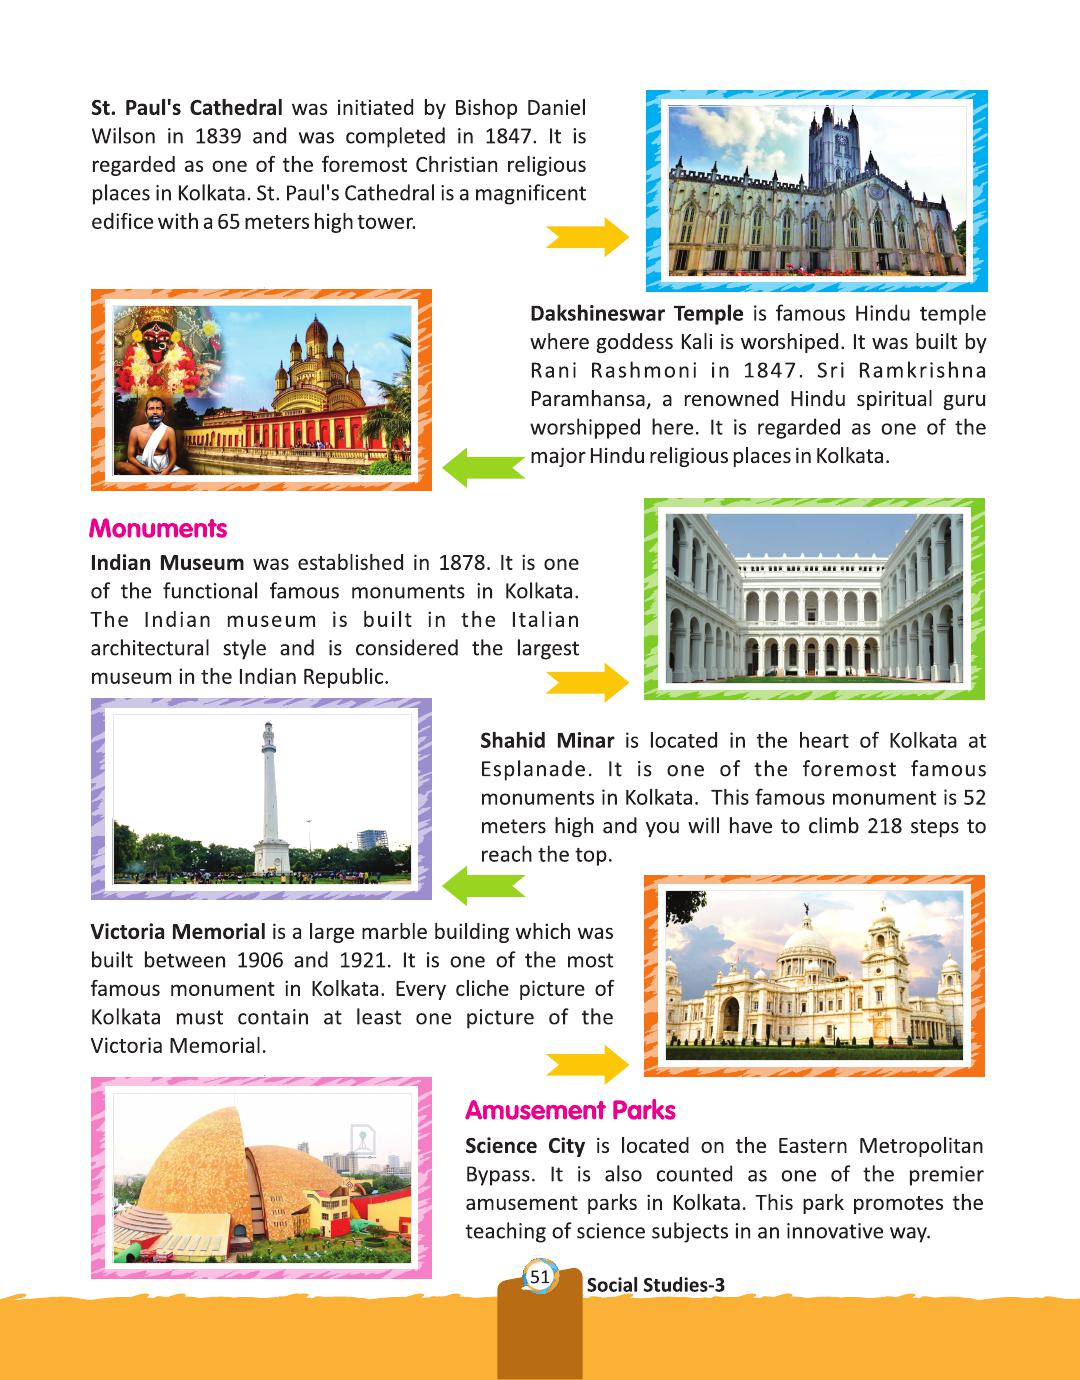 St. Paul's Cathedral was initiated by Bishop Daniel
Wilson in 1839 and was completed in 1847. It is
regarded as one of the foremost Christian religious
places in Kolkata. St. Paul's Cathedral is a magnificent
edifice with a 65 meters high tower.
Dakshineswar Temple is famous Hindu temple
where goddess Kali is worshiped. It was built by
Rani Rashmoni in 1847. Sri Ramkrishna
Paramhansa, a renowned Hindu spiritual guru
worshipped here. It is regarded as one of the
major Hindu religious places in Kolkata.
Monuments
Indian Museum was established in 1878. It is one
of the functional famous monuments in Kolkata.
The Indian museum is built in the Italian
architectural style and is considered the largest
museum in the Indian Republic.
Shahid Minar is located in the heart of Kolkata at
Esplanade. It is one of the foremost famous
monuments in Kolkata. This famous monument is 52
meters high and you will have to climb 218 steps to
reach the top.
Victoria Memorial is a large marble building which was
built between 1906 and 1921. It is one of the most
famous monument in Kolkata. Every cliche picture of
Kolkata must contain at least one picture of the
Victoria Memorial.
Amusement Parks
Science City is located on the Eastern Metropolitan
Bypass. It is also counted as one of the premier
amusement parks in Kolkata. This park promotes the
teaching of science subjects in an innovative way.
51
Social Studies-3